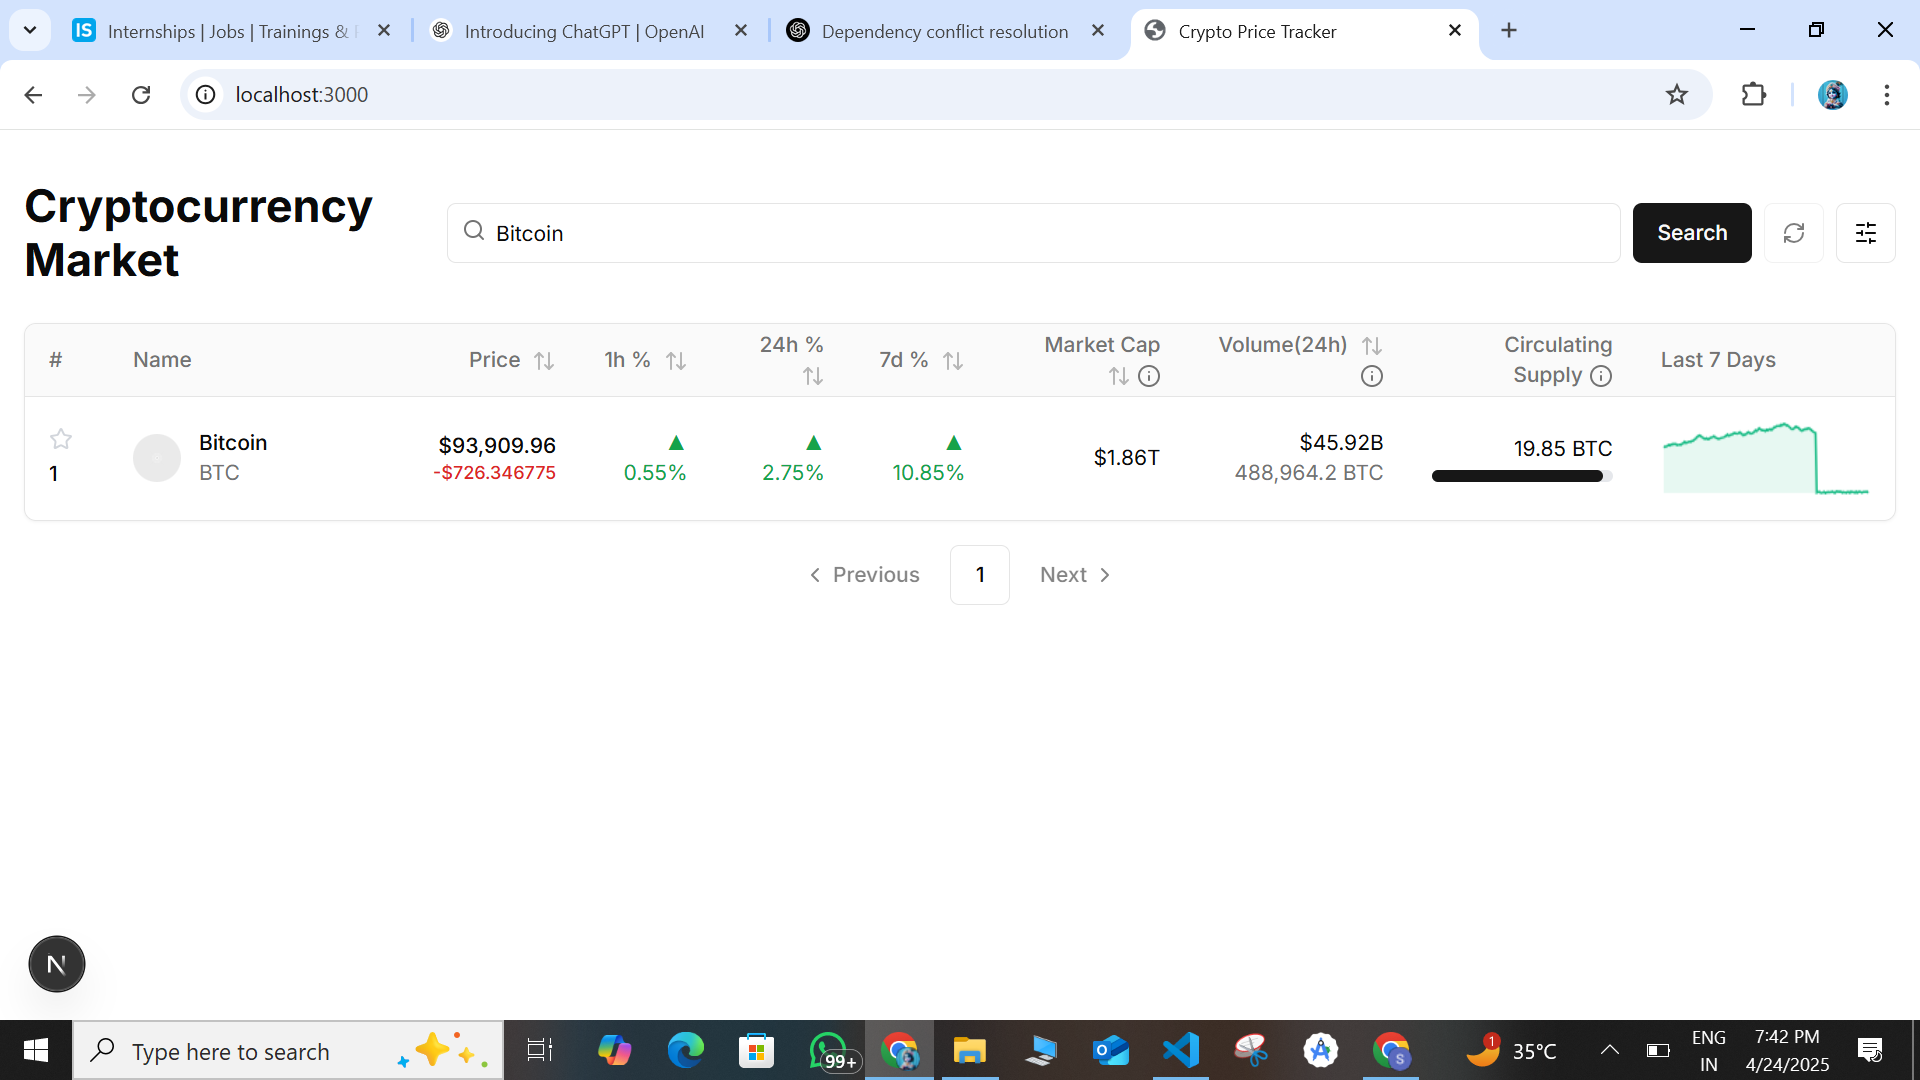 IS Internships | Jobs | Trainings &
Introducing ChatGPT | OpenAI
Dependency conflict resolution
Crypto Price Tracker
localhost:3000
Cryptocurrency
Market
Bitcoin
Search
# Name Price 1h % 24h % 7d % Market Cap Volume(24h) Circulating Supply Last 7 Days
1
Bitcoin
BTC
$93,909.96
-$726.346775
▲
0.55%
▲
2.75%
▲
10.85%
$1.86T
$45.92B
488,964.2 BTC
19.85 BTC
Previous 1 Next
N
Type here to search
99+
S
1
35°C
ENG
IN
7:42 PM
4/24/2025